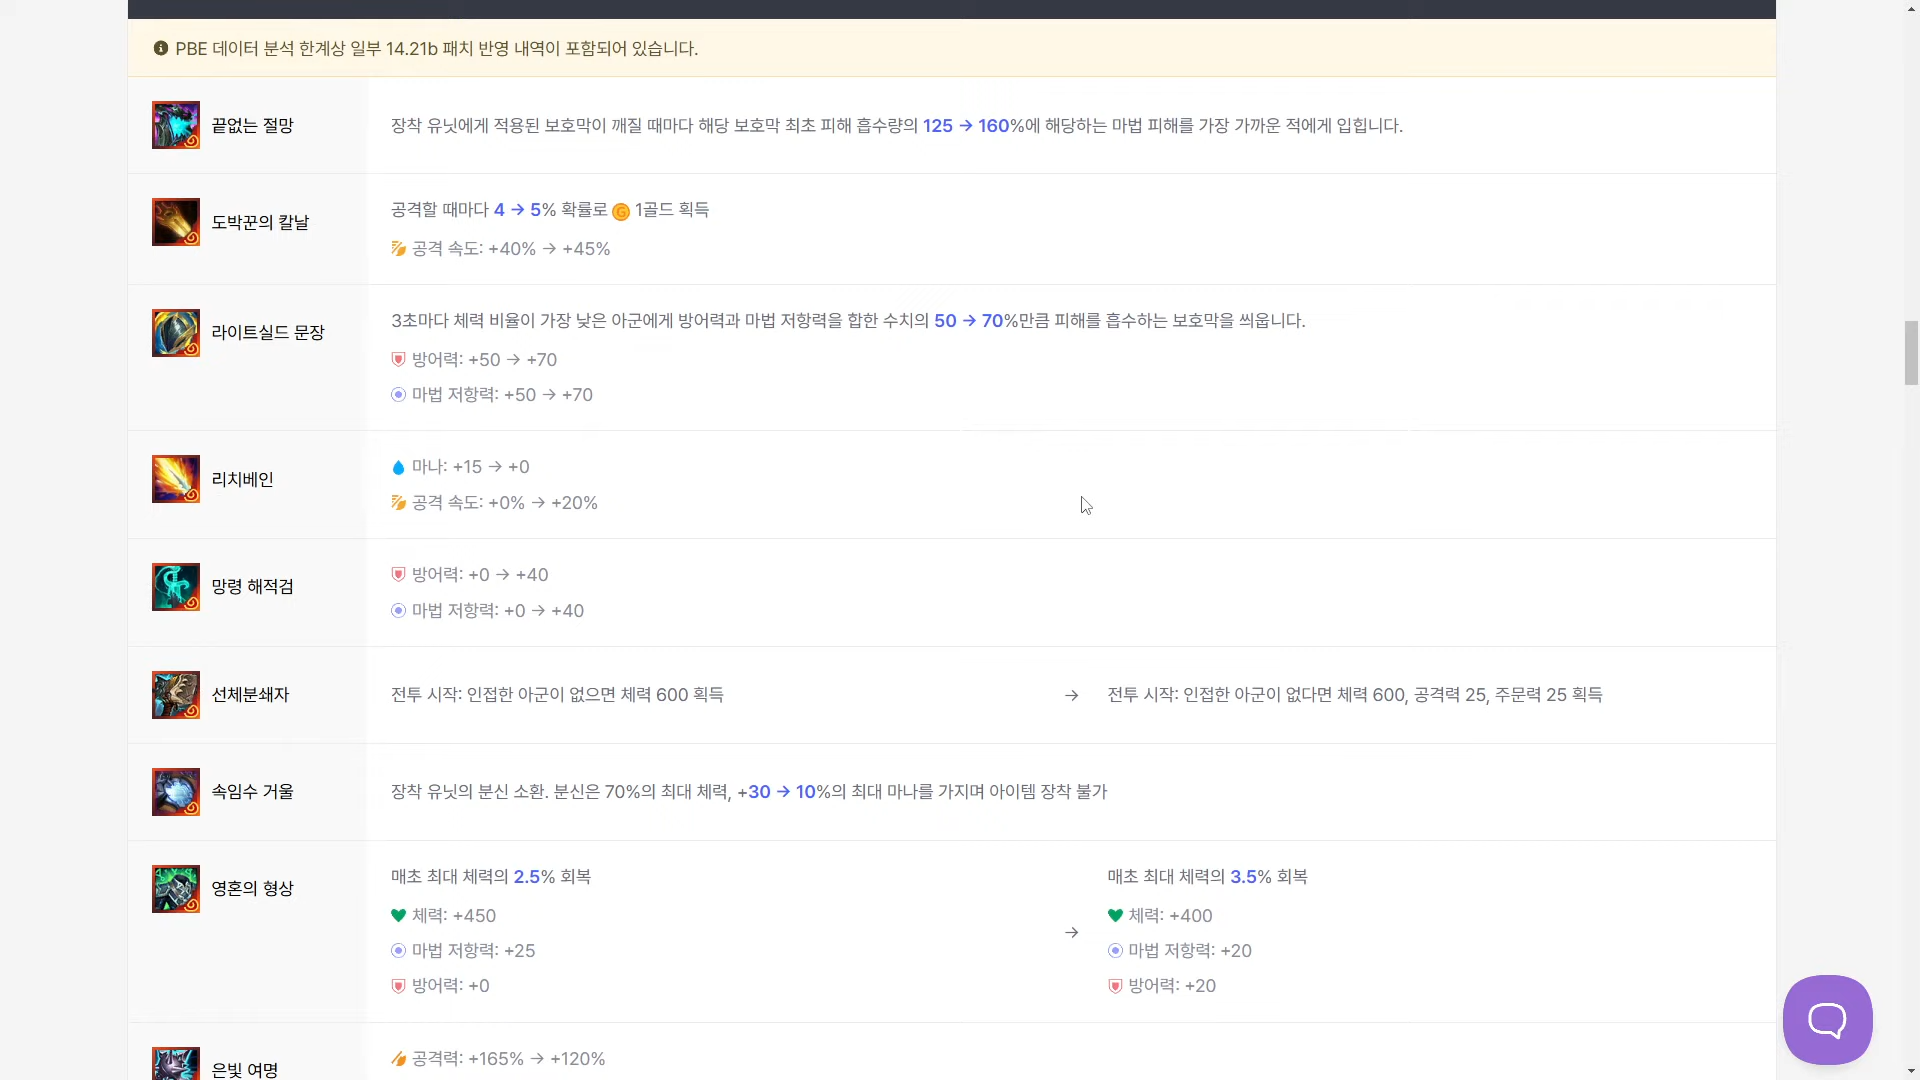 PBE 데이터 분석 한계상 일부 14.21b 패치 반영 내역이 포함되어 있습니다.
끝없는 절망
장착 유닛에게 적용된 보호막이 깨질 때마다 해당 보호막 최초 피해 흡수량의 125 → 160%에 해당하는 마법 피해를 가장 가까운 적에게 입힙니다.
도박꾼의 칼날
공격할 때마다 4 → 5% 확률로 1골드 획득
공격 속도: +40% → +45%
라이트실드 문장
3초마다 체력 비율이 가장 낮은 아군에게 방어력과 마법 저항력을 합한 수치의 50 → 70%만큼 피해를 흡수하는 보호막을 씌웁니다.
방어력: +50 → +70
마법 저항력: +50 → +70
리치베인
마나: +15 → +0
공격 속도: +0% → +20%
망령 해적검
방어력: +0 → +40
마법 저항력: +0 → +40
선체분쇄자
전투 시작: 인접한 아군이 없으면 체력 600 획득 → 전투 시작: 인접한 아군이 없다면 체력 600, 공격력 25, 주문력 25 획득
속임수 거울
장착 유닛의 분신 소환. 분신은 70%의 최대 체력, +30 → 10%의 최대 마나를 가지며 아이템 장착 불가
영혼의 형상
매초 최대 체력의 2.5% 회복
체력: +450
마법 저항력: +25
방어력: +0
→
매초 최대 체력의 3.5% 회복
체력: +400
마법 저항력: +20
방어력: +20
은빛 여명
공격력: +165% → +120%